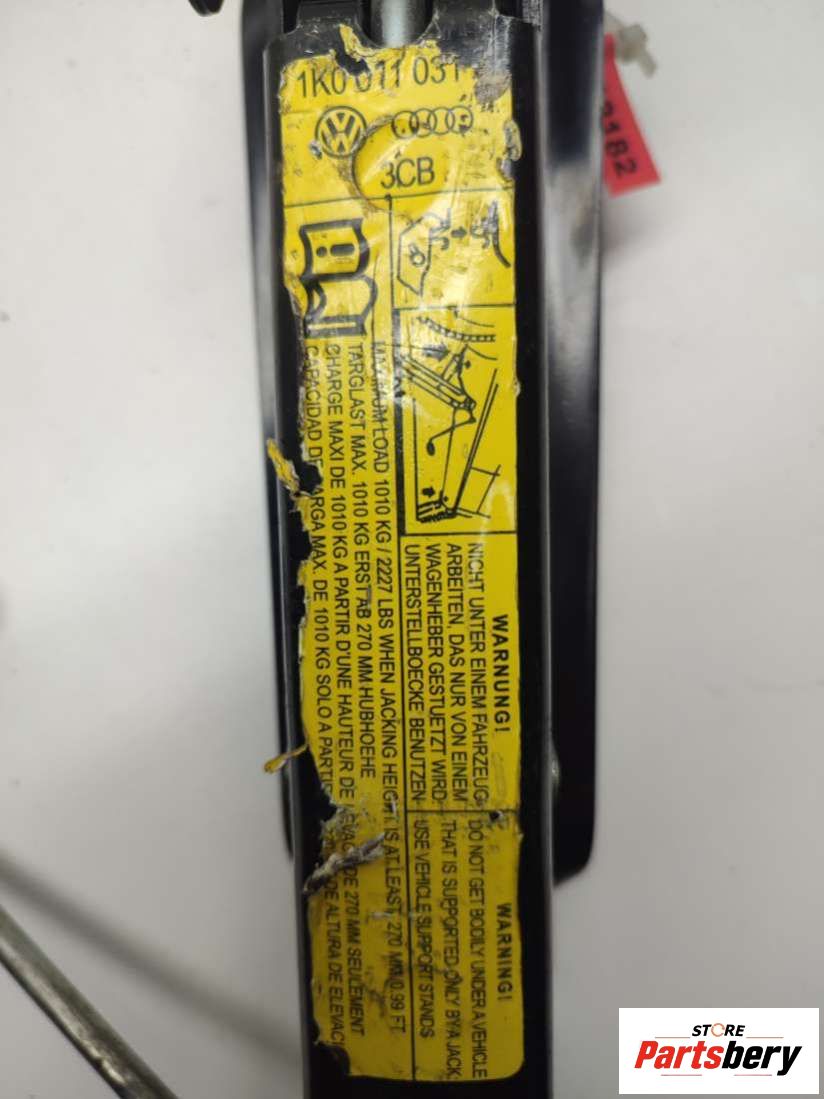 1K0 011 031
3CB
WARNUNG!
NICHT UNTER EINEM FAHRZEUG
ARBEITEN, DAS NUR VON EINEM
WAGENHEBER GESTUETZT WIRD
UNTERSTELLBOECKE BENUTZEN
WARNING!
DO NOT GET BODILY UNDER A VEHICLE
THAT IS SUPPORTED ONLY BY A JACK.
USE VEHICLE SUPPORT STANDS
MAXIMUM LOAD 1010 KG / 2227 LBS WHEN JACKING HEIGHT IS AT LEAST 270 MM/0.99 FT.
TARGLAST MAX. 1010 KG ERST AB 270 MM HUBHOEHE
CHARGE MAXI DE 1010 KG A PARTIR D'UNE HAUTEUR DE DE 270 MM SEULEMENT
CAPACIDAD DE CARGA MAX. DE 1010 KG SOLO A DE ALTURA DE
STORE
Partsbery